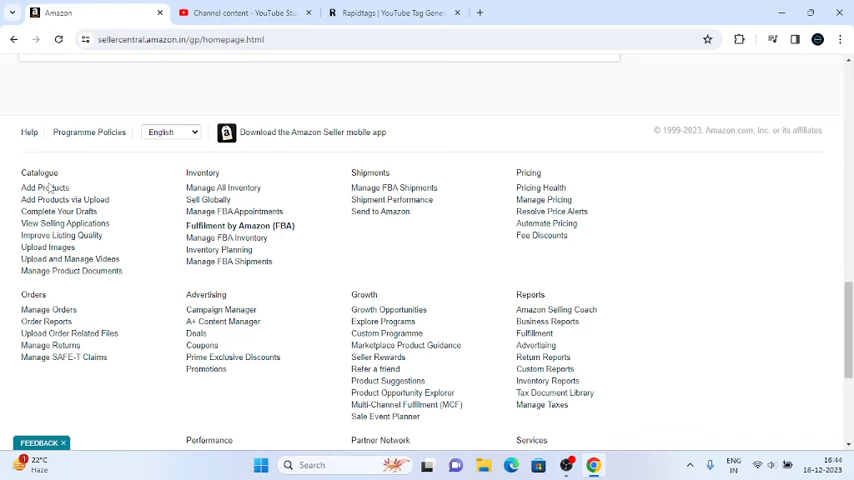 Amazon
Channel content - YouTube Stu
Rapidtags | YouTube Tag Gener
sellercentral.amazon.in/gp/homepage.html
Help
Programme Policies
English
Download the Amazon Seller mobile app
© 1999-2023, Amazon.com, Inc. or its affiliates
Catalogue
Add Products
Add Products via Upload
Complete Your Drafts
View Selling Applications
Improve Listing Quality
Upload Images
Upload and Manage Videos
Manage Product Documents
Inventory
Manage All Inventory
Sell Globally
Manage FBA Appointments
Fulfilment by Amazon (FBA)
Manage FBA Inventory
Inventory Planning
Manage FBA Shipments
Shipments
Manage FBA Shipments
Shipment Performance
Send to Amazon
Pricing
Pricing Health
Manage Pricing
Resolve Price Alerts
Automate Pricing
Fee Discounts
Orders
Manage Orders
Order Reports
Upload Order Related Files
Manage Returns
Manage SAFE-T Claims
Advertising
Campaign Manager
A+ Content Manager
Deals
Coupons
Prime Exclusive Discounts
Promotions
Growth
Growth Opportunities
Explore Programs
Custom Programme
Marketplace Product Guidance
Seller Rewards
Refer a friend
Product Suggestions
Product Opportunity Explorer
Multi-Channel Fulfilment (MCF)
Sale Event Planner
Reports
Amazon Selling Coach
Business Reports
Fulfilment
Advertising
Return Reports
Custom Reports
Inventory Reports
Tax Document Library
Manage Taxes
Performance
Partner Network
Services
FEEDBACK ×
1
22°C
Haze
Search
ENG
IN
16:44
16-12-2023